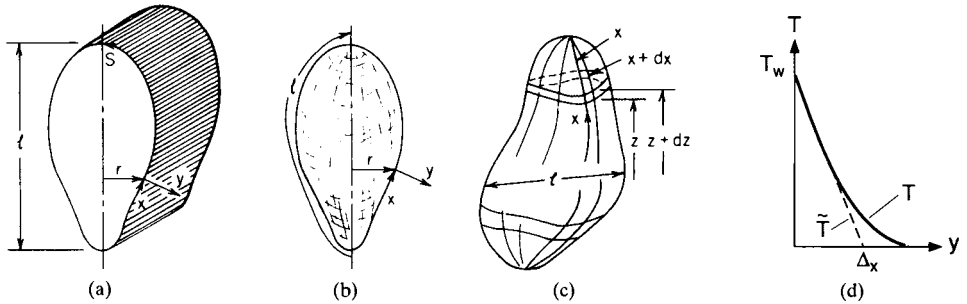 S
ℓ
r
y
x
(a)
ℓ
r
y
x
(b)
x
x + dx
x
z
z + dz
ℓ
(c)
T
T_w
T̃
T
Δ_x
y
(d)